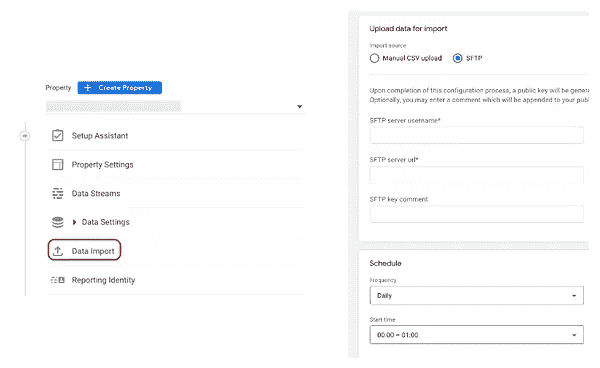 Property + Create Property
Setup Assistant
Property Settings
Data Streams
Data Settings
Data Import
Reporting Identity
Upload data for import
Import source
Manual CSV upload SFTP
Upon completion of this configuration process, a public key will be gene
Optionally, you may enter a comment which will be appended to your publ
SFTP server username*
SFTP server url*
SFTP key comment
Schedule
Frequency
Daily
Start time
00:00 – 01:00